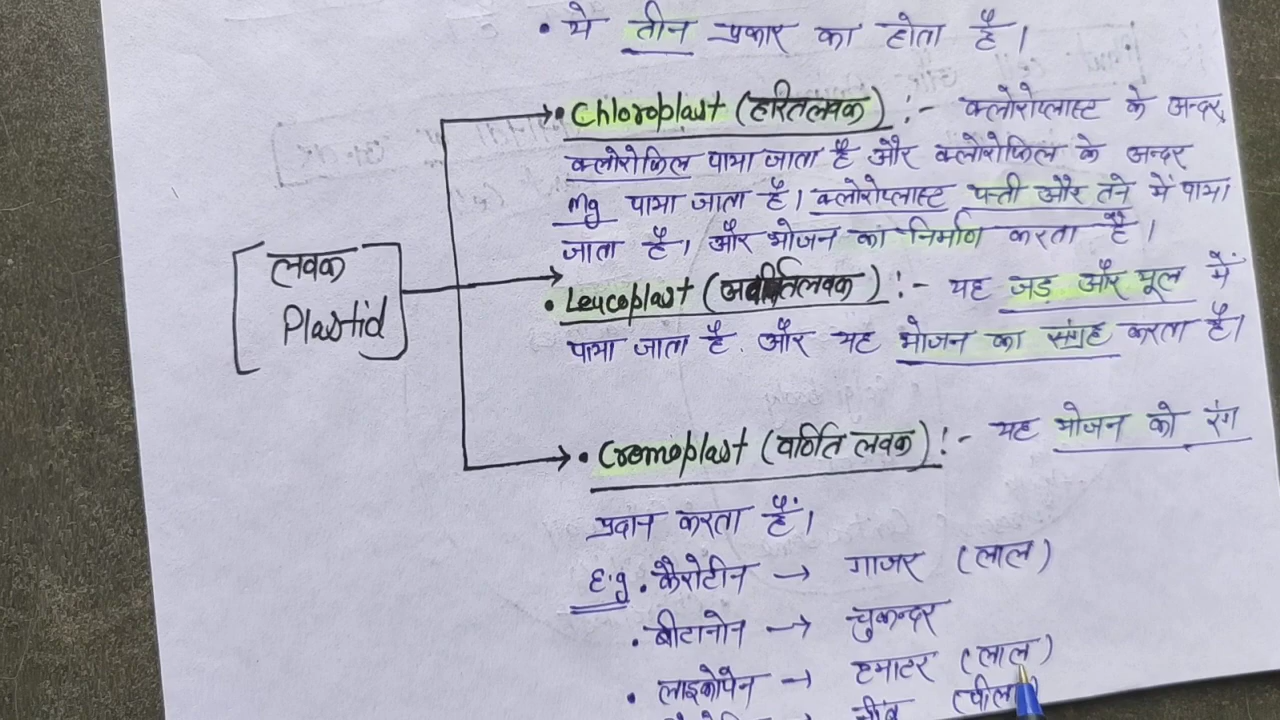 • ये तीन प्रकार का होता है।
• Chloroplast (हरितलवक) :- क्लोरोप्लास्ट के अन्दर
क्लोरोफिल पाया जाता है और क्लोरोफिल के अन्दर
Mg पाया जाता है। क्लोरोप्लास्ट पत्ती और तने में पाया
जाता है। और भोजन का निर्माण करता है।
लवक
Plastid
• Leucoplast ( :- यह जड़ और मूल में
पाया जाता है. और यह भोजन का संग्रह करता है।
• Cromoplast (वर्णित लवक) :- यह भोजन को रंग
प्रदान करता हैं।
E.g • कैरोटीन → गाजर (लाल)
• बीटानोन → चुकन्दर
• लाइकोपेन → टमाटर (लाल)